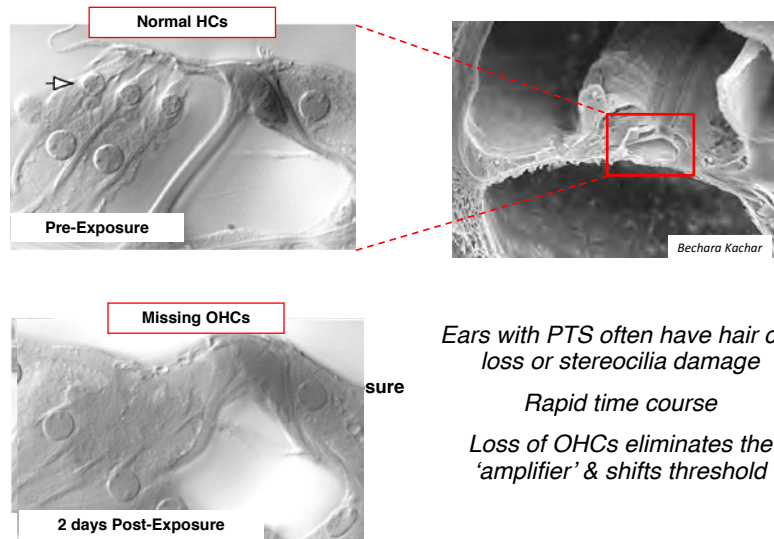 Normal HCs
Pre-Exposure
Bechara Kachar
Missing OHCs
2 days Post-Exposure
Ears with PTS often have hair
loss or stereocilia damage
Rapid time course
Loss of OHCs eliminates the
‘amplifier’ & shifts threshold